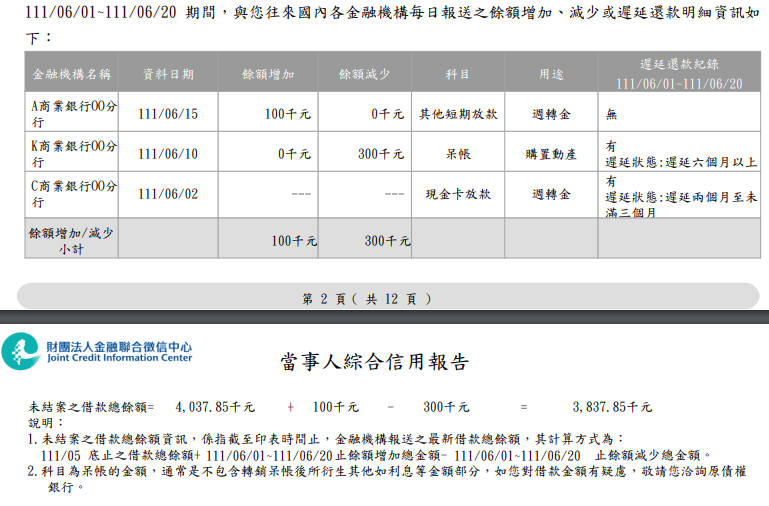 111/06/01~111/06/20 期間，與您往來國內各金融機構每日報送之餘額增加、減少或遲延還款明細資訊如
下：
金融機構名稱 資料日期 餘額增加 餘額減少 科目 用途 遲延還款紀錄
111/06/01~111/06/20
A商業銀行OO分
行 111/06/15 100千元 0千元 其他短期放款 週轉金 無
K商業銀行OO分
行 111/06/10 0千元 300千元 呆帳 購置動產 有
遲延狀態:遲延六個月以上
C商業銀行OO分
行 111/06/02 --- --- 現金卡放款 週轉金 有
遲延狀態:遲延兩個月至未
滿三個月
餘額增加/減少
小計 100千元 300千元
第 2 頁( 共 12 頁 )
財團法人金融聯合徵信中心
Joint Credit Information Center
當事人綜合信用報告
未結案之借款總餘額= 4,037.85千元 + 100千元 - 300千元 = 3,837.85千元
說明：
1.未結案之借款總餘額資訊，係指截至印表時間止，金融機構報送之最新借款總餘額，其計算方式為：
111/05 底止之借款總餘額+ 111/06/01~111/06/20止餘額增加總金額- 111/06/01~111/06/20 止餘額減少總金額。
2.科目為呆帳的金額，通常是不包含轉銷呆帳後所衍生其他如利息等金額部分，如您對借款金額有疑慮，敬請您洽詢原債權
銀行。